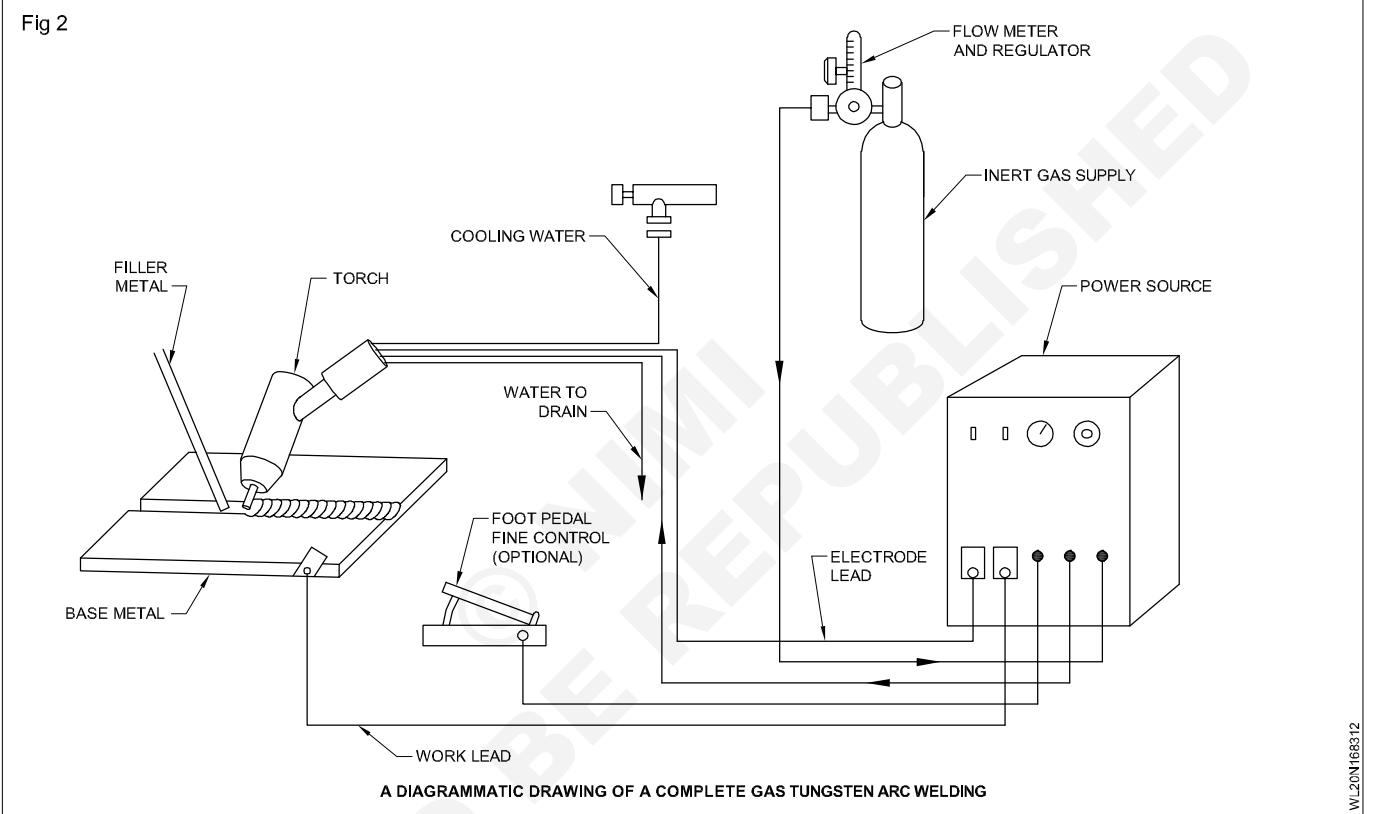 Fig 2
FLOW METER
AND REGULATOR
INERT GAS SUPPLY
COOLING WATER
FILLER
METAL
TORCH
POWER SOURCE
WATER TO
DRAIN
FOOT PEDAL
FINE CONTROL
(OPTIONAL)
ELECTRODE
LEAD
BASE METAL
WORK LEAD
A DIAGRAMMATIC DRAWING OF A COMPLETE GAS TUNGSTEN ARC WELDING
WL20N168312
© NIMI
BE REPUBLISHED